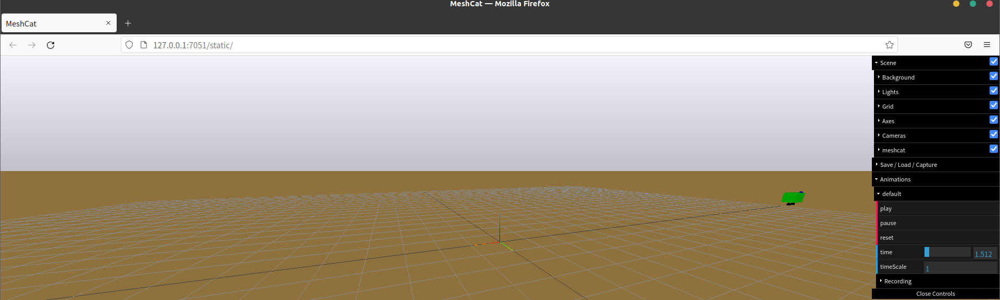 MeshCat — Mozilla Firefox
MeshCat
127.0.0.1:7051/static/
Scene
Background
Lights
Grid
Axes
Cameras
meshcat
Save / Load / Capture
Animations
default
play
pause
reset
time 1.512
timeScale 1
Recording
Close Controls